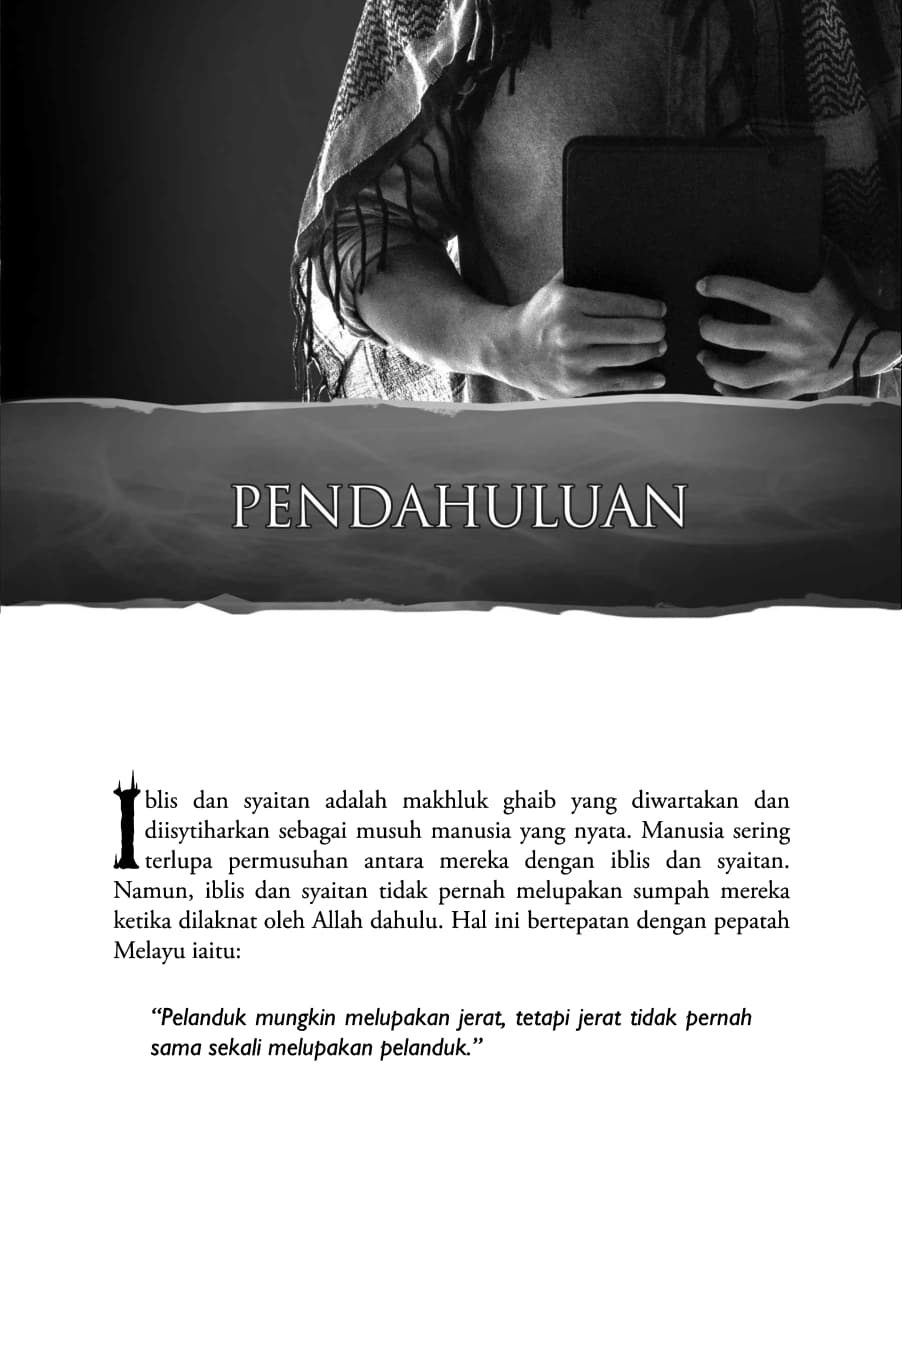 PENDAHULUAN
Iblis dan syaitan adalah makhluk ghaib yang diwartakan dan
diisytiharkan sebagai musuh manusia yang nyata. Manusia sering
terlupa permusuhan antara mereka dengan iblis dan syaitan.
Namun, iblis dan syaitan tidak pernah melupakan sumpah mereka
ketika dilaknat oleh Allah dahulu. Hal ini bertepatan dengan pepatah
Melayu iaitu:
“Pelanduk mungkin melupakan jerat, tetapi jerat tidak pernah
sama sekali melupakan pelanduk.”